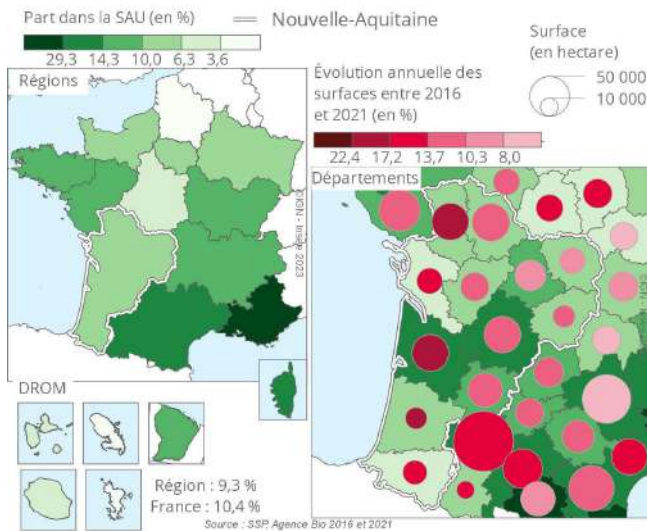 Part dans la SAU (en %)
Nouvelle-Aquitaine
29,3 14,3 10,0 6,3 3,6
Surface
(en hectare)
50 000
10 000
Régions
Évolution annuelle des
surfaces entre 2016
et 2021 (en %)
22,4 17,2 13,7 10,3 8,0
Départements
©IGN - Insee 2023
DROM
Région : 9,3 %
France : 10,4 %
Source : SSP, Agence Bio 2016 et 2021